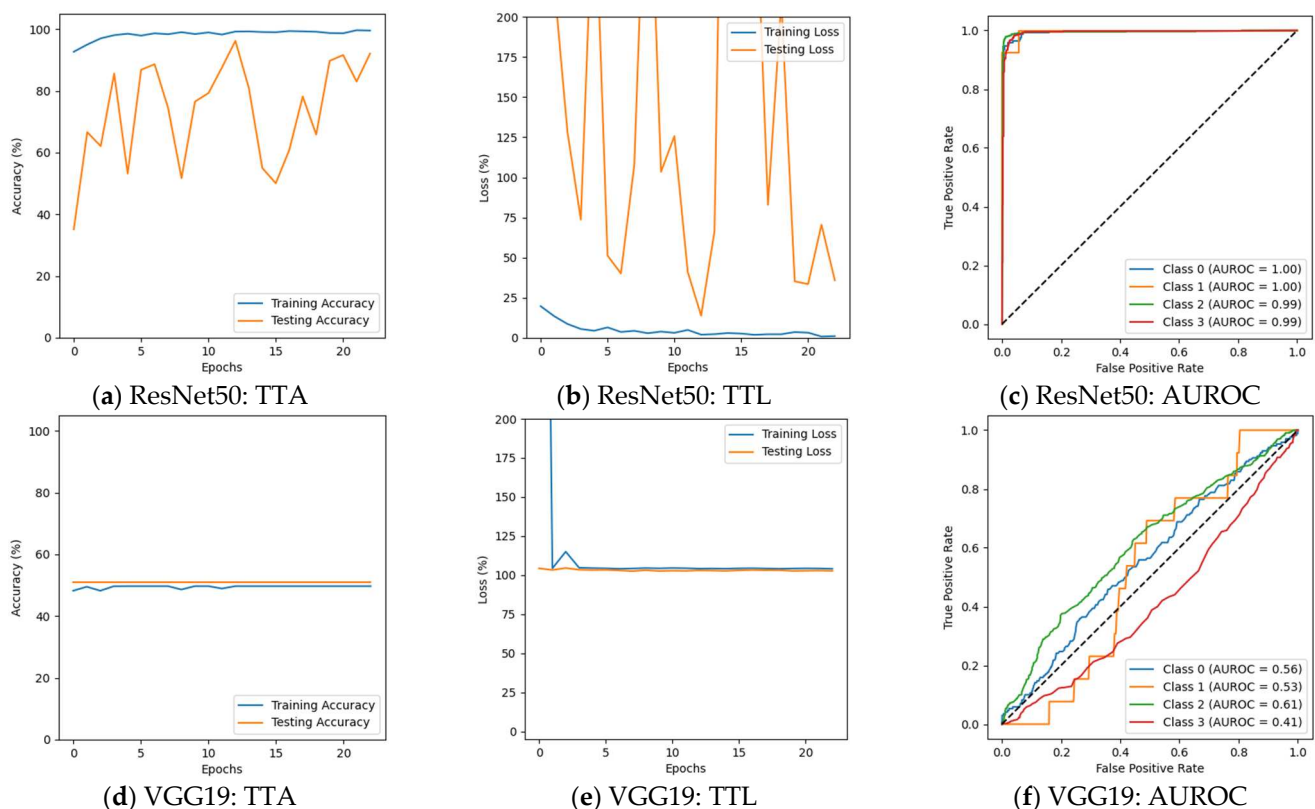 100
80
60
40
20
0
Accuracy (%)
Training Accuracy
Testing Accuracy
0 5 10 15 20
Epochs
(a) ResNet50: TTA
200
175
150
125
100
75
50
25
0
Loss (%)
Training Loss
Testing Loss
0 5 10 15 20
Epochs
(b) ResNet50: TTL
1.0
0.8
0.6
0.4
0.2
0.0
True Positive Rate
Class 0 (AUROC = 1.00)
Class 1 (AUROC = 1.00)
Class 2 (AUROC = 0.99)
Class 3 (AUROC = 0.99)
0.0 0.2 0.4 0.6 0.8 1.0
False Positive Rate
(c) ResNet50: AUROC
100
80
60
40
20
0
Accuracy (%)
Training Accuracy
Testing Accuracy
0 5 10 15 20
Epochs
(d) VGG19: TTA
200
175
150
125
100
75
50
25
0
Loss (%)
Training Loss
Testing Loss
0 5 10 15 20
Epochs
(e) VGG19: TTL
1.0
0.8
0.6
0.4
0.2
0.0
True Positive Rate
Class 0 (AUROC = 0.56)
Class 1 (AUROC = 0.53)
Class 2 (AUROC = 0.61)
Class 3 (AUROC = 0.41)
0.0 0.2 0.4 0.6 0.8 1.0
False Positive Rate
(f) VGG19: AUROC